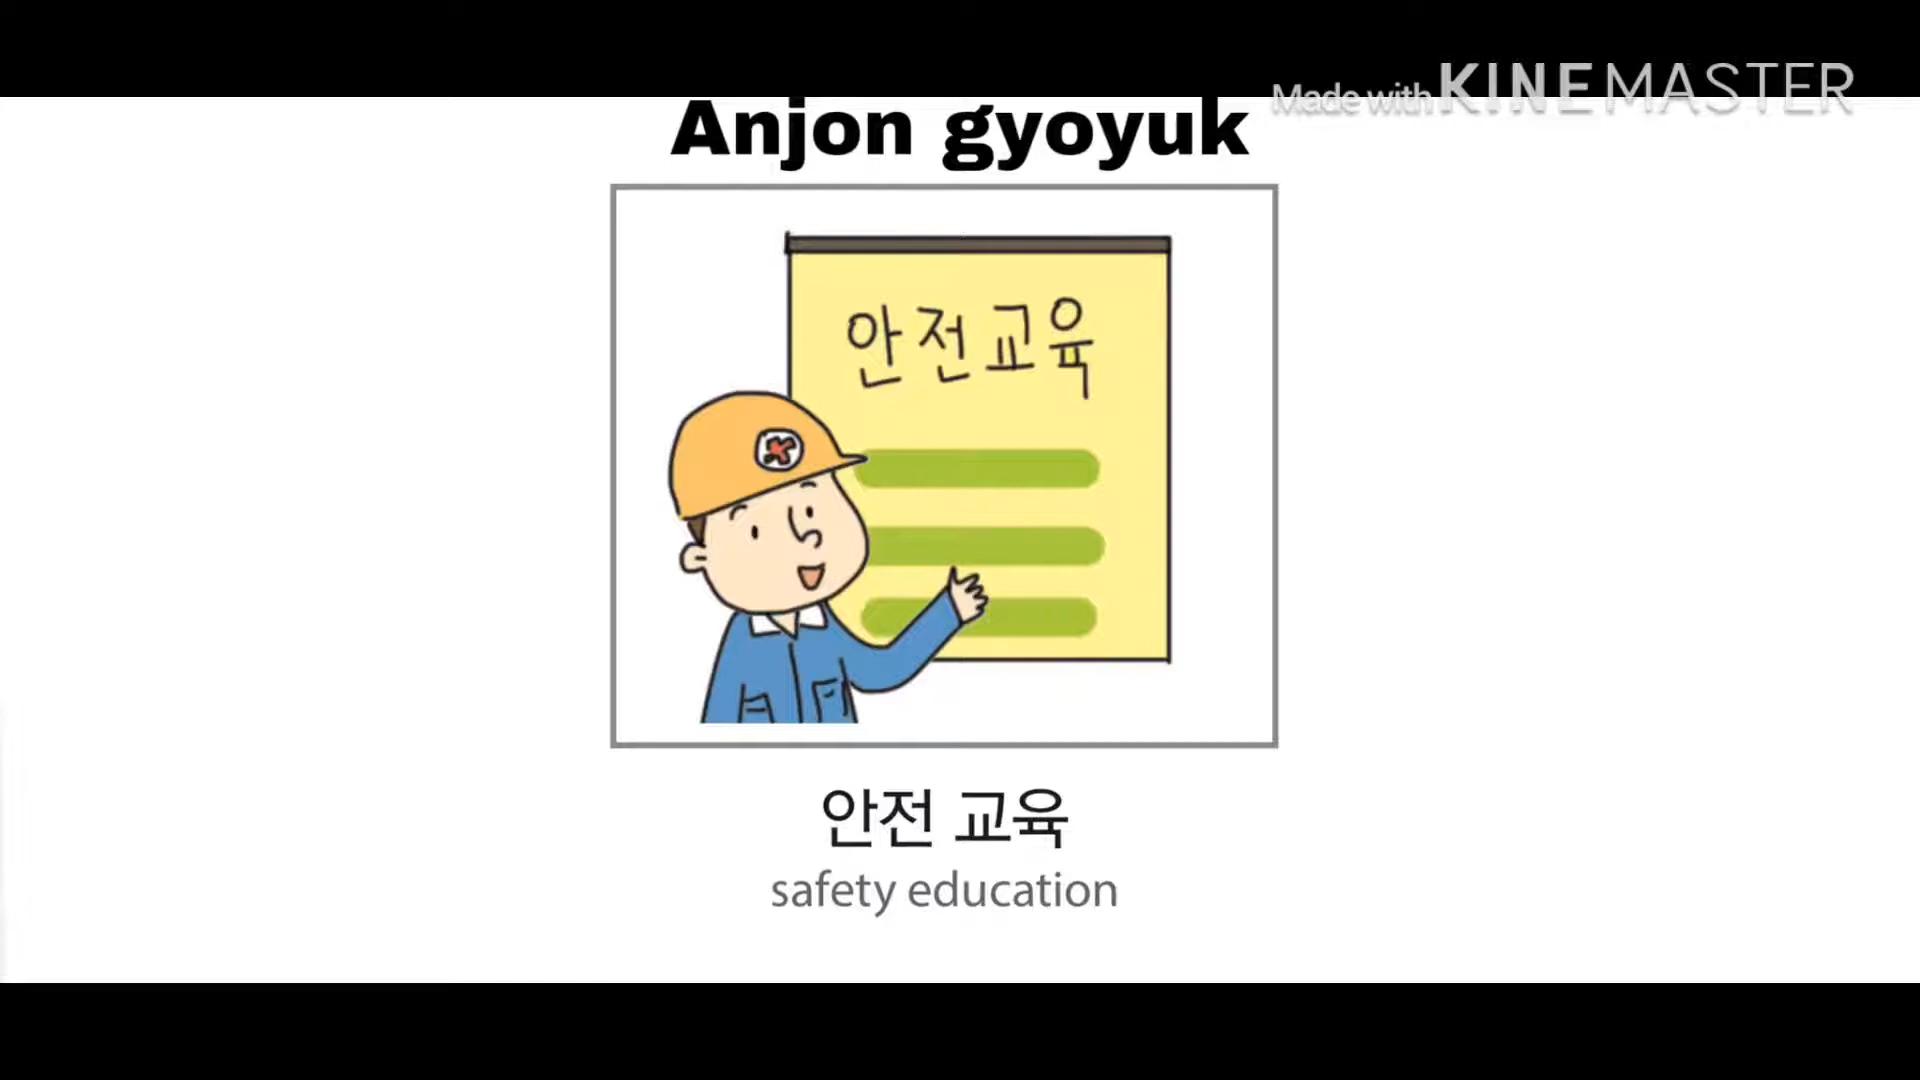 Made with KINEMASTER
Anjon gyoyuk
안전교육
안전 교육
safety education